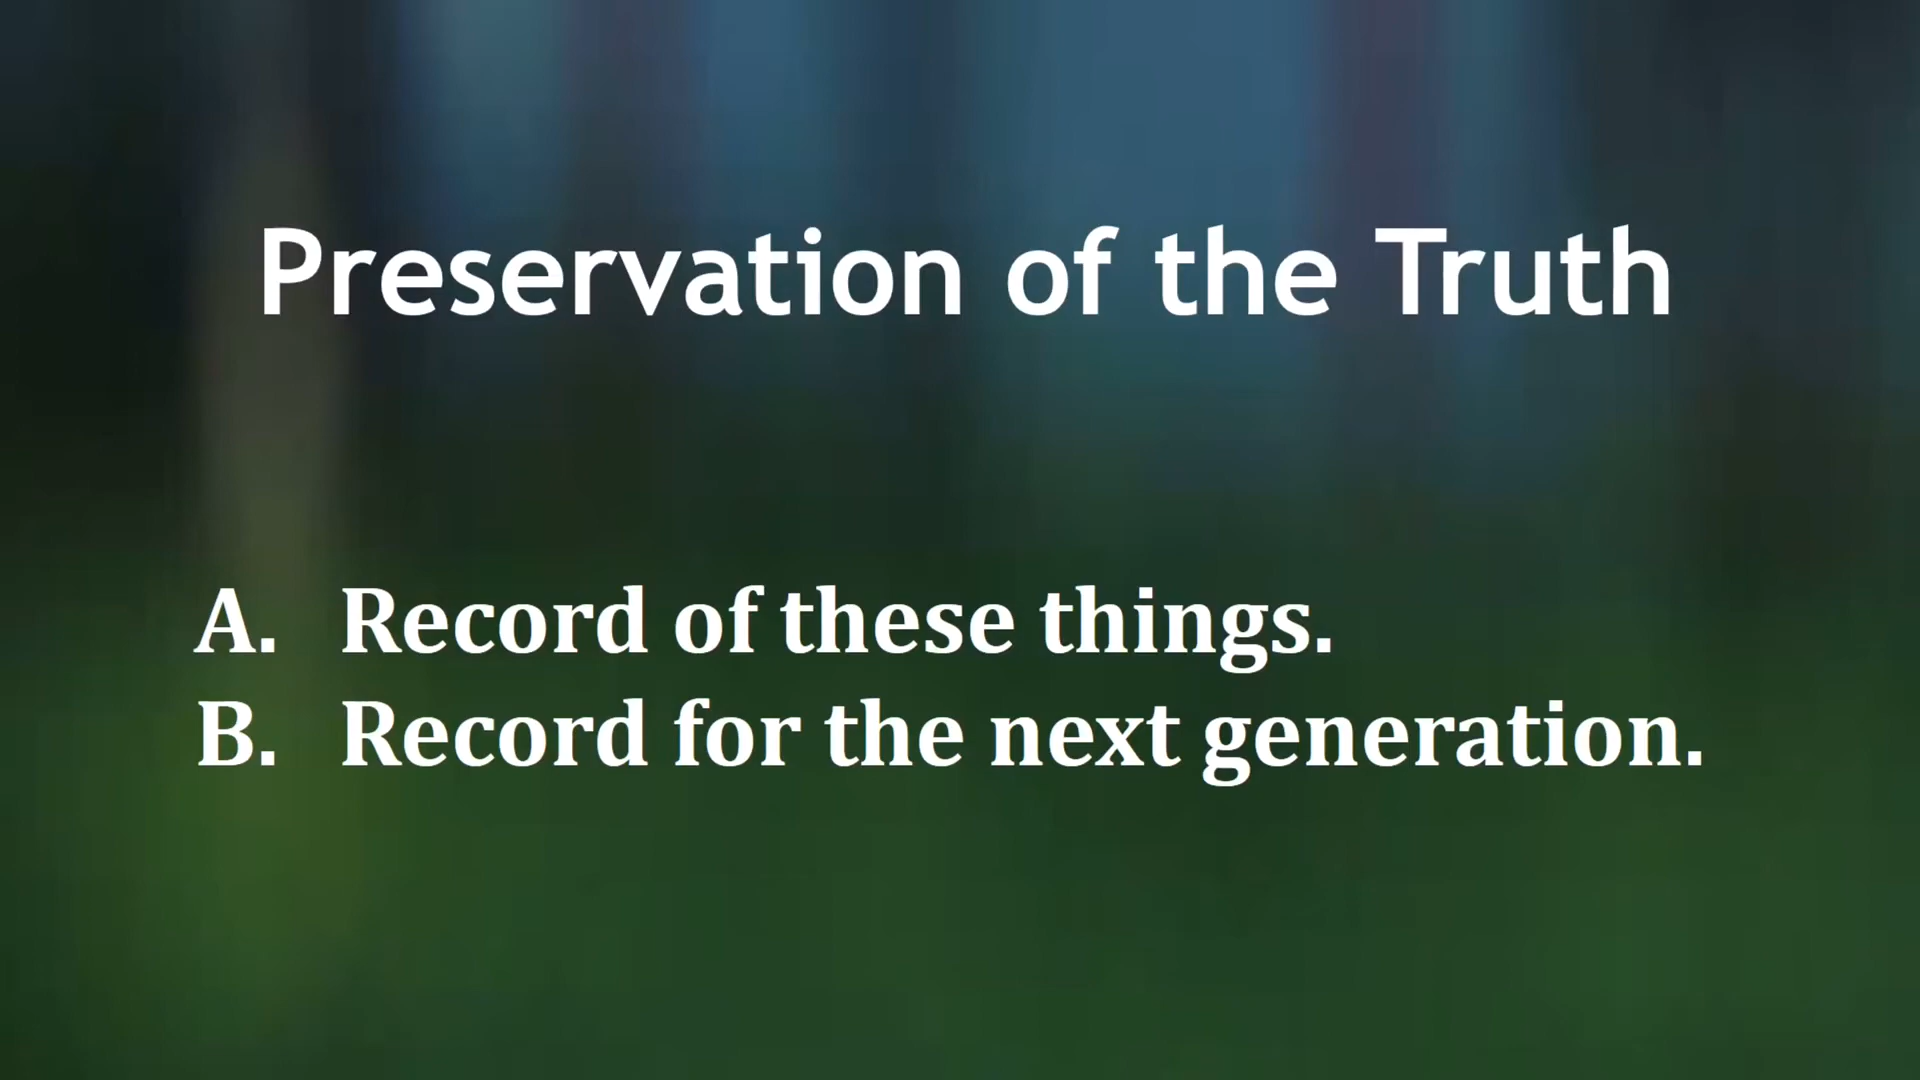 Preservation of the Truth
A. Record of these things.
B. Record for the next generation.